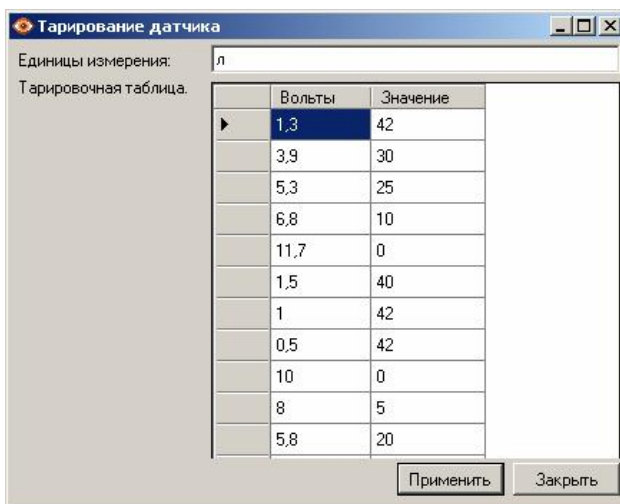 Тарирование датчика
Единицы измерения: л
Тарировочная таблица.
Вольты Значение
1,3 42
3,9 30
5,3 25
6,8 10
11,7 0
1,5 40
1 42
0,5 42
10 0
8 5
5,8 20
Применить Закрыть